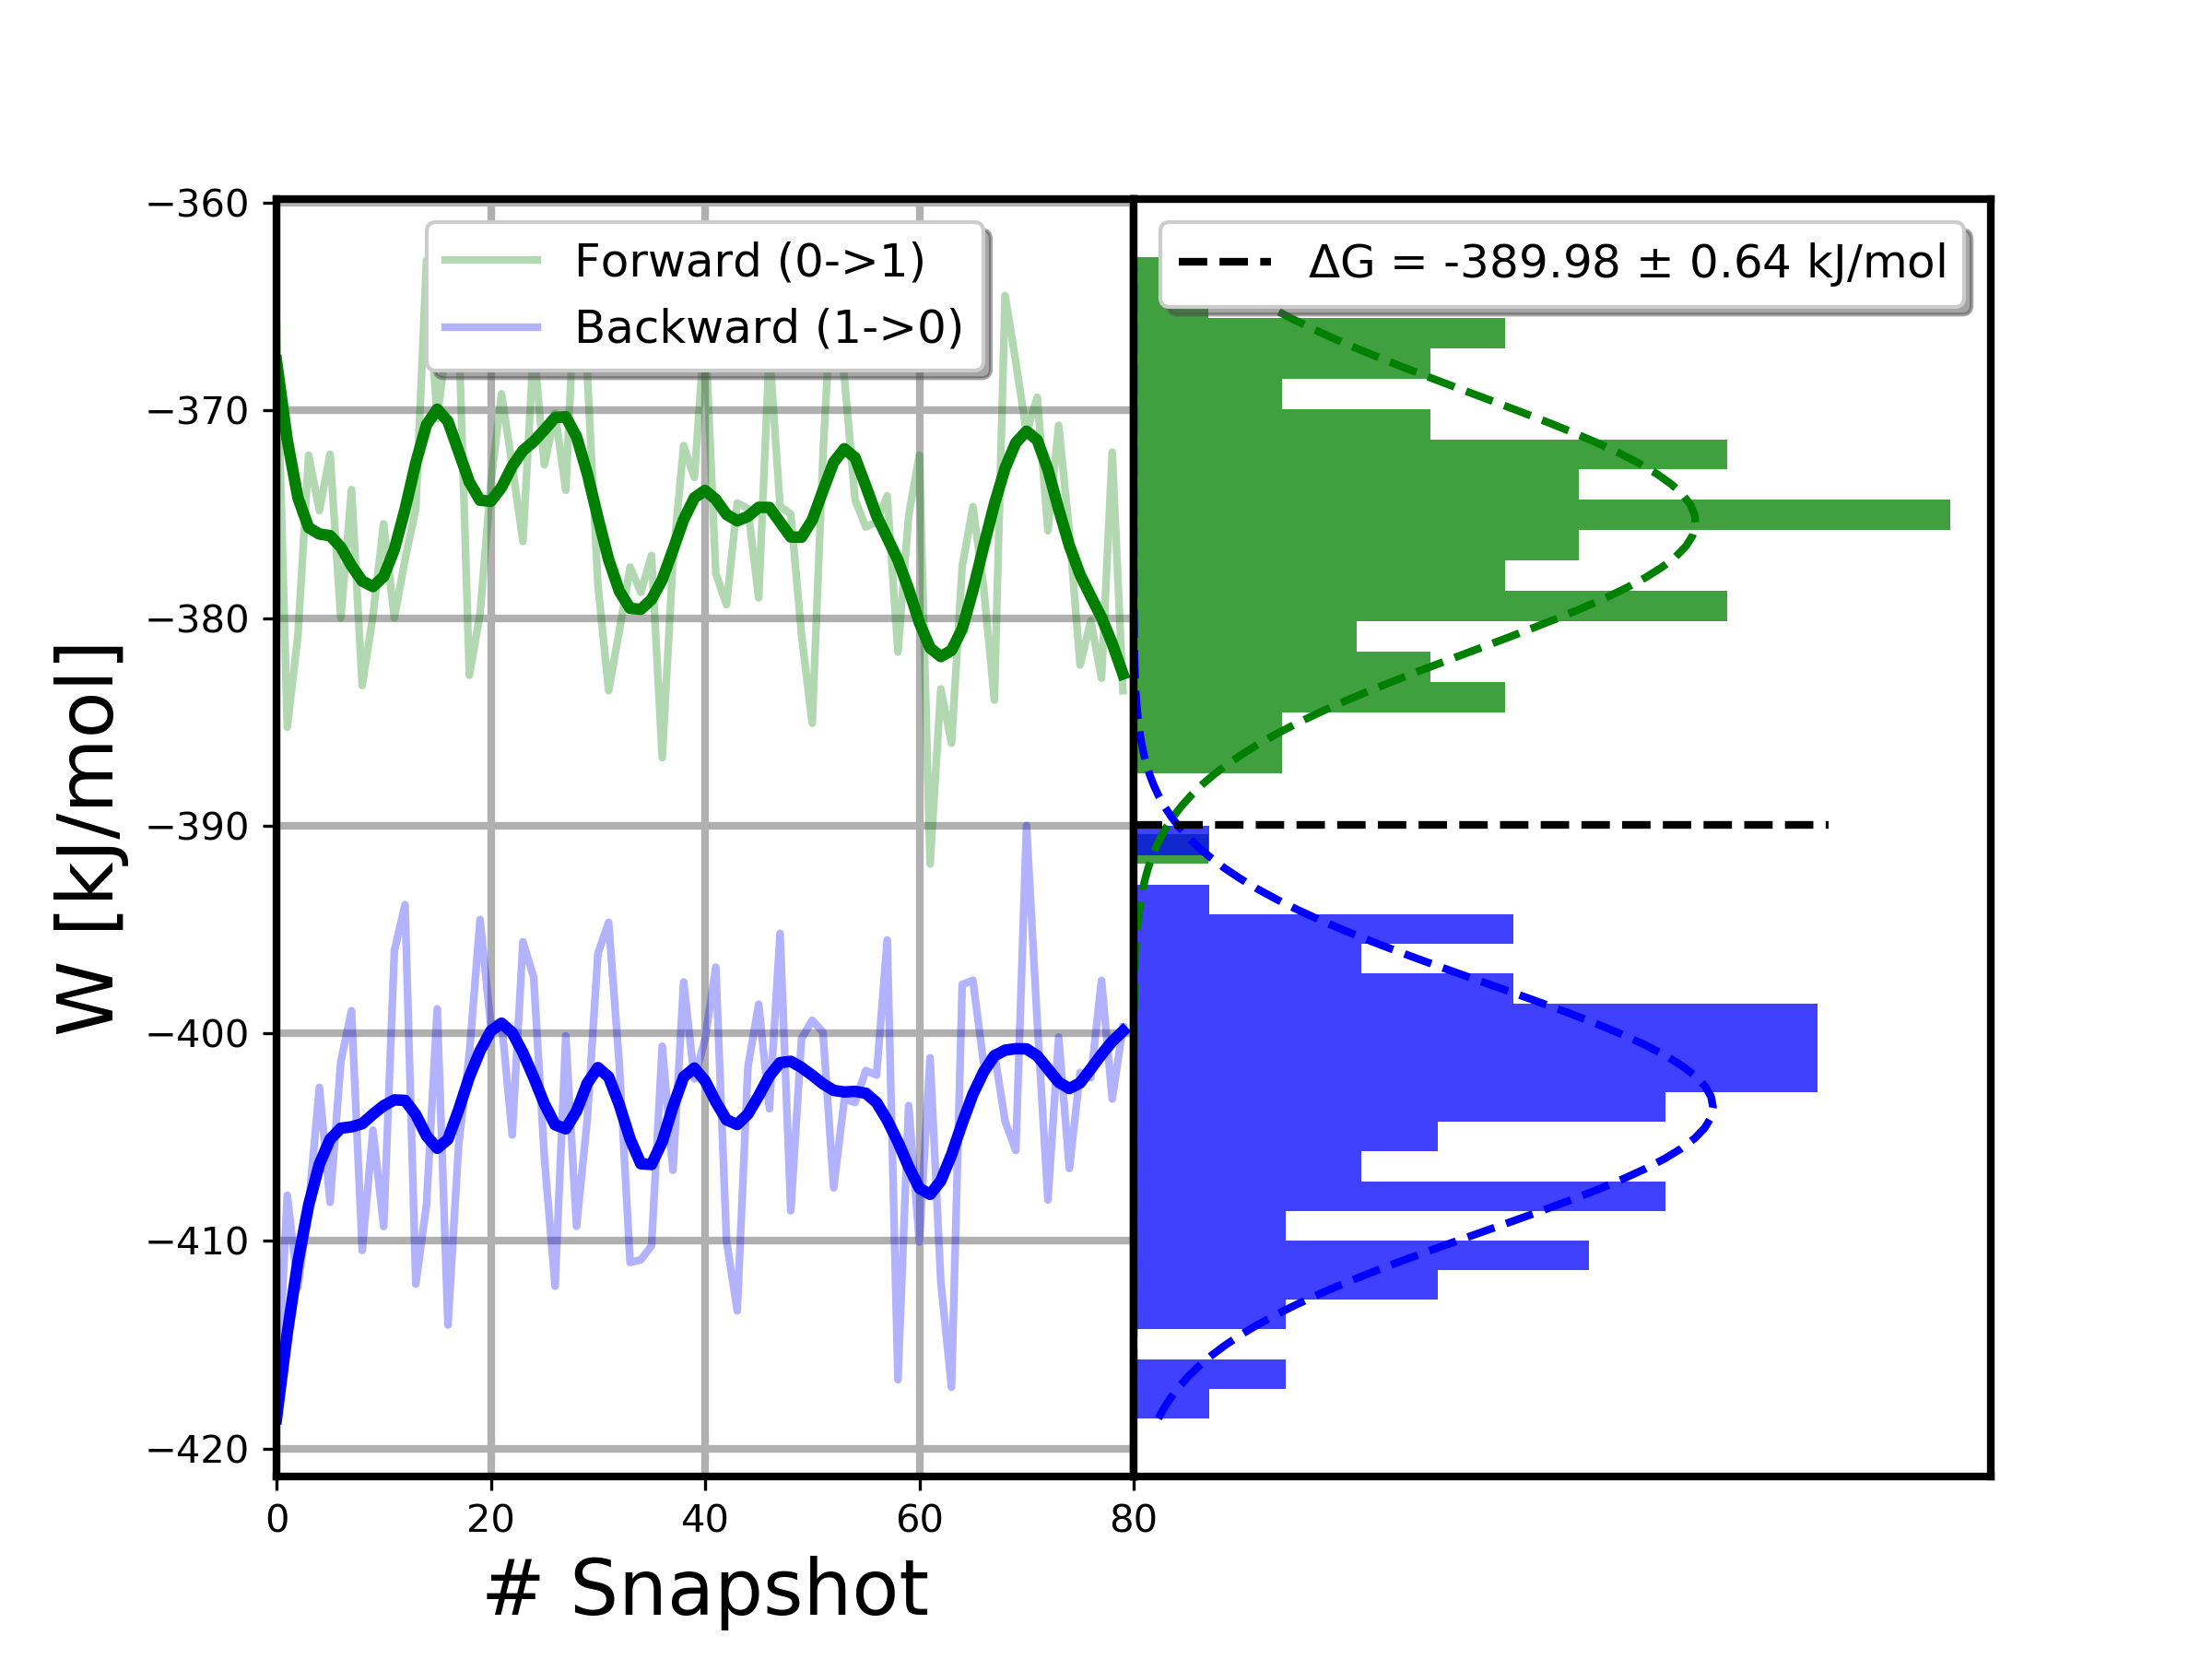 Forward (0->1)
Backward (1->0)
ΔG = -389.98 ± 0.64 kJ/mol
W [kJ/mol]
−360
−370
−380
−390
−400
−410
−420
0 20 40 60 80
# Snapshot